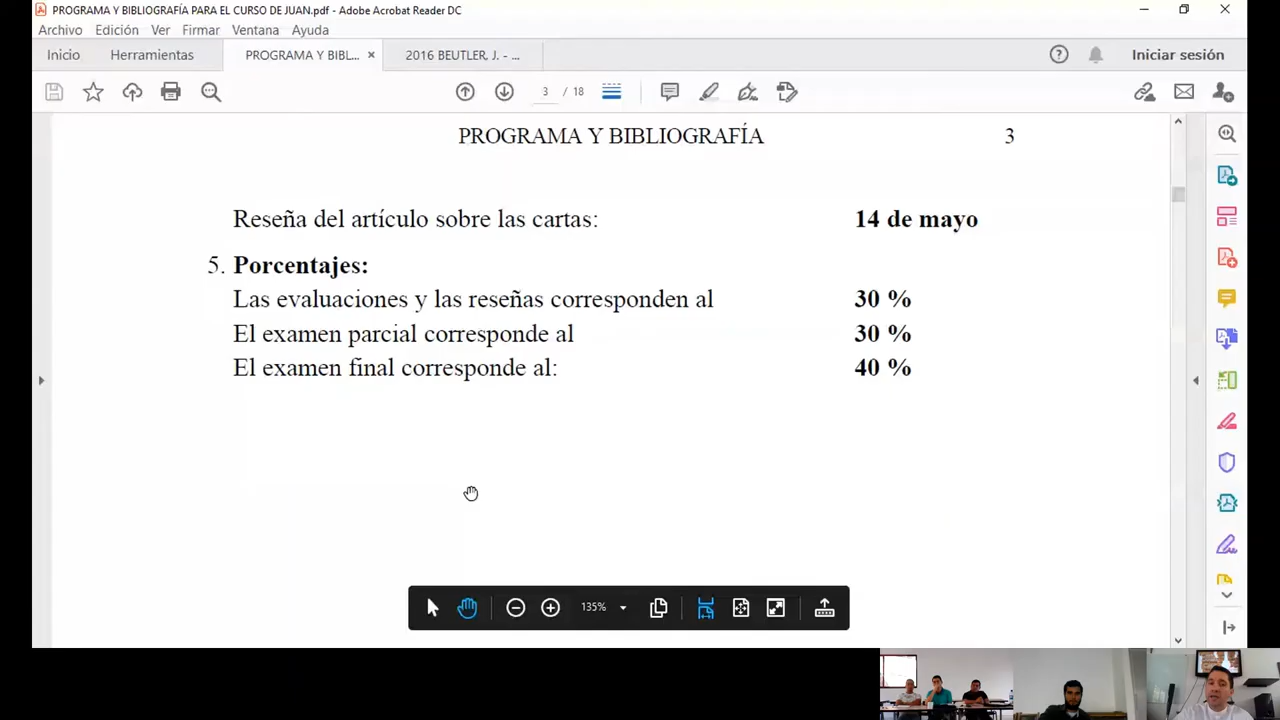 PROGRAMA Y BIBLIOGRAFÍA PARA EL CURSO DE JUAN.pdf - Adobe Acrobat Reader DC
Archivo Edición Ver Firmar Ventana Ayuda
Inicio Herramientas PROGRAMA Y BIBL... × 2016 BEUTLER, J. - ... Iniciar sesión
3 / 18
PROGRAMA Y BIBLIOGRAFÍA 3
Reseña del artículo sobre las cartas: 14 de mayo
5. Porcentajes:
Las evaluaciones y las reseñas corresponden al 30 %
El examen parcial corresponde al 30 %
El examen final corresponde al: 40 %
135%